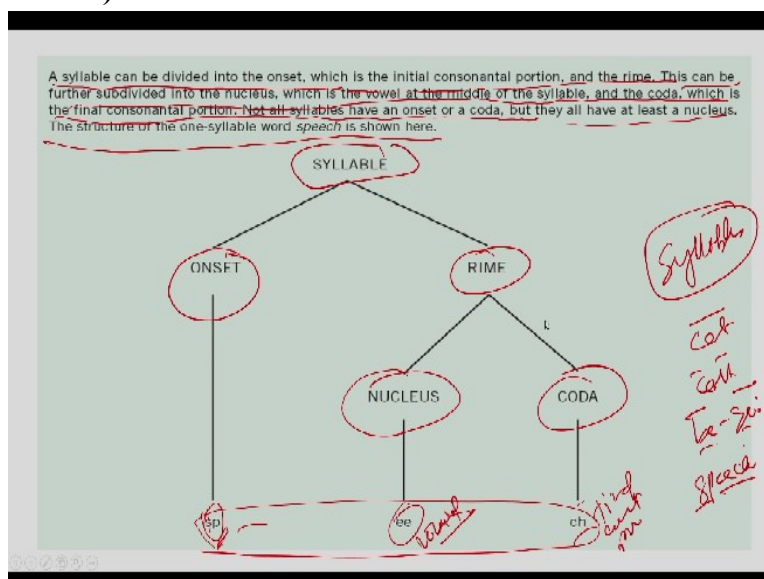 A syllable can be divided into the onset, which is the initial consonantal portion, and the rime. This can be
further subdivided into the nucleus, which is the vowel at the middle of the syllable, and the coda, which is
the final consonantal portion. Not all syllables have an onset or a coda, but they all have at least a nucleus.
The structure of the one-syllable word speech is shown here.
SYLLABLE
ONSET
RIME
Syllables
cat
NUCLEUS
CODA
speech
sp
ee
ch